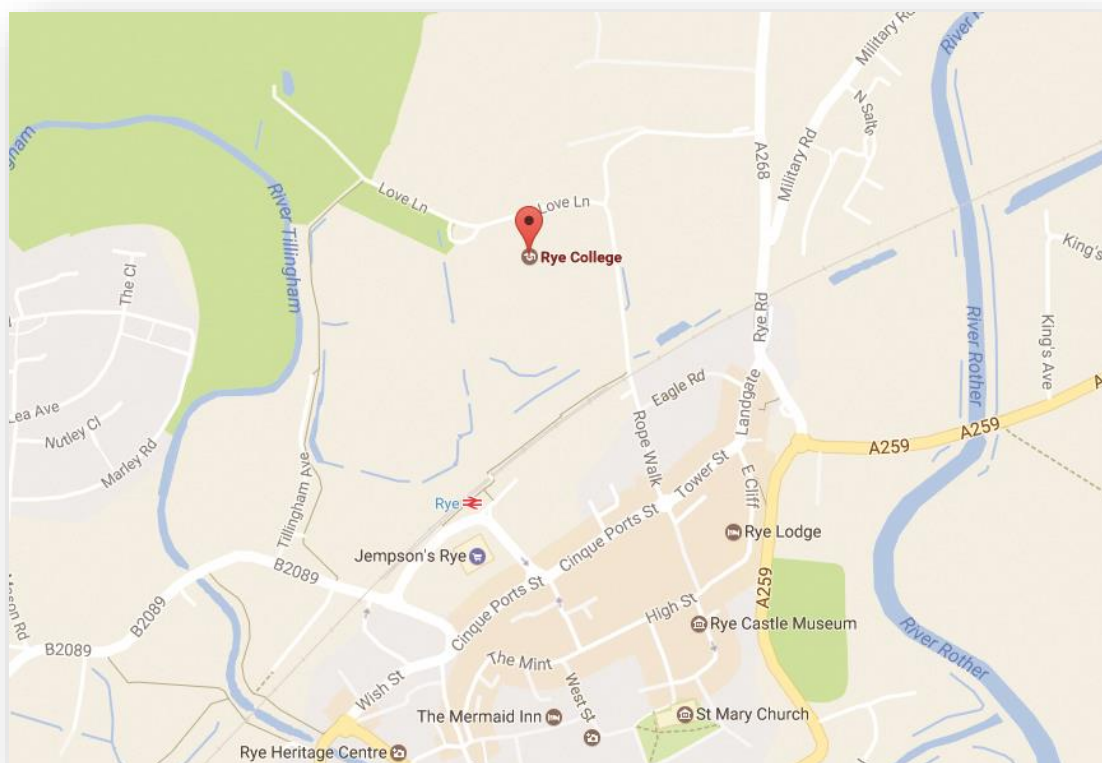 River R
Military Rd
N Salts
A268
Military Rd
gham
River Tillingham
Love Ln
Love Ln
Rye College
King's
The Cl
Rye Rd
River Rother
King's Ave
Lea Ave
Nutley Cl
Marley Rd
Eagle Rd
Landgate
A259
A259
A
Rope Walk
Tower St
E Cliff
Tillingham Ave
Rye
Cinque Ports St
Rye Lodge
Jempson's Rye
B2089
Cinque Ports St
A259
High St
Mason Rd
B2089
B2089
Rye Castle Museum
River Rother
The Mint
Wish St
West St
The Mermaid Inn
St Mary Church
Rye Heritage Centre